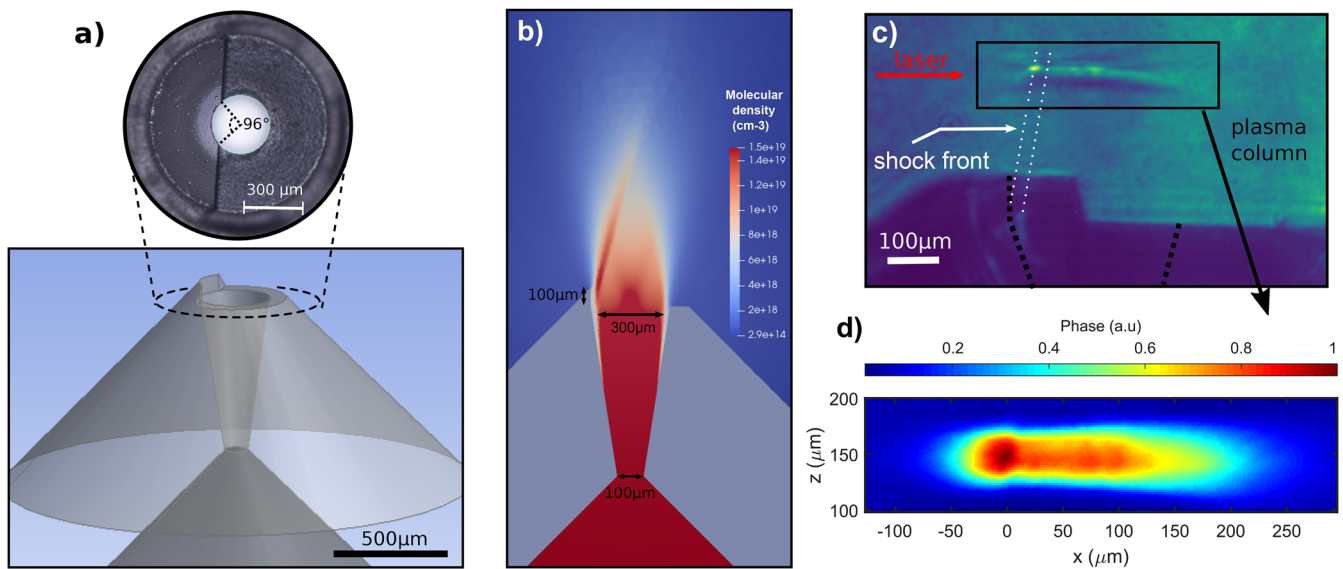 a)
96°
300 μm
500μm
b)
Molecular
density
(cm-3)
1.5e+19
1.4e+19
1.2e+19
1e+19
8e+18
6e+18
4e+18
2e+18
2.9e+14
100μm
300μm
100μm
c)
laser
shock front
plasma
column
100μm
d)
Phase (a.u)
0.2 0.4 0.6 0.8 1
200
150
100
z (μm)
-100 -50 0 50 100 150 200 250
x (μm)